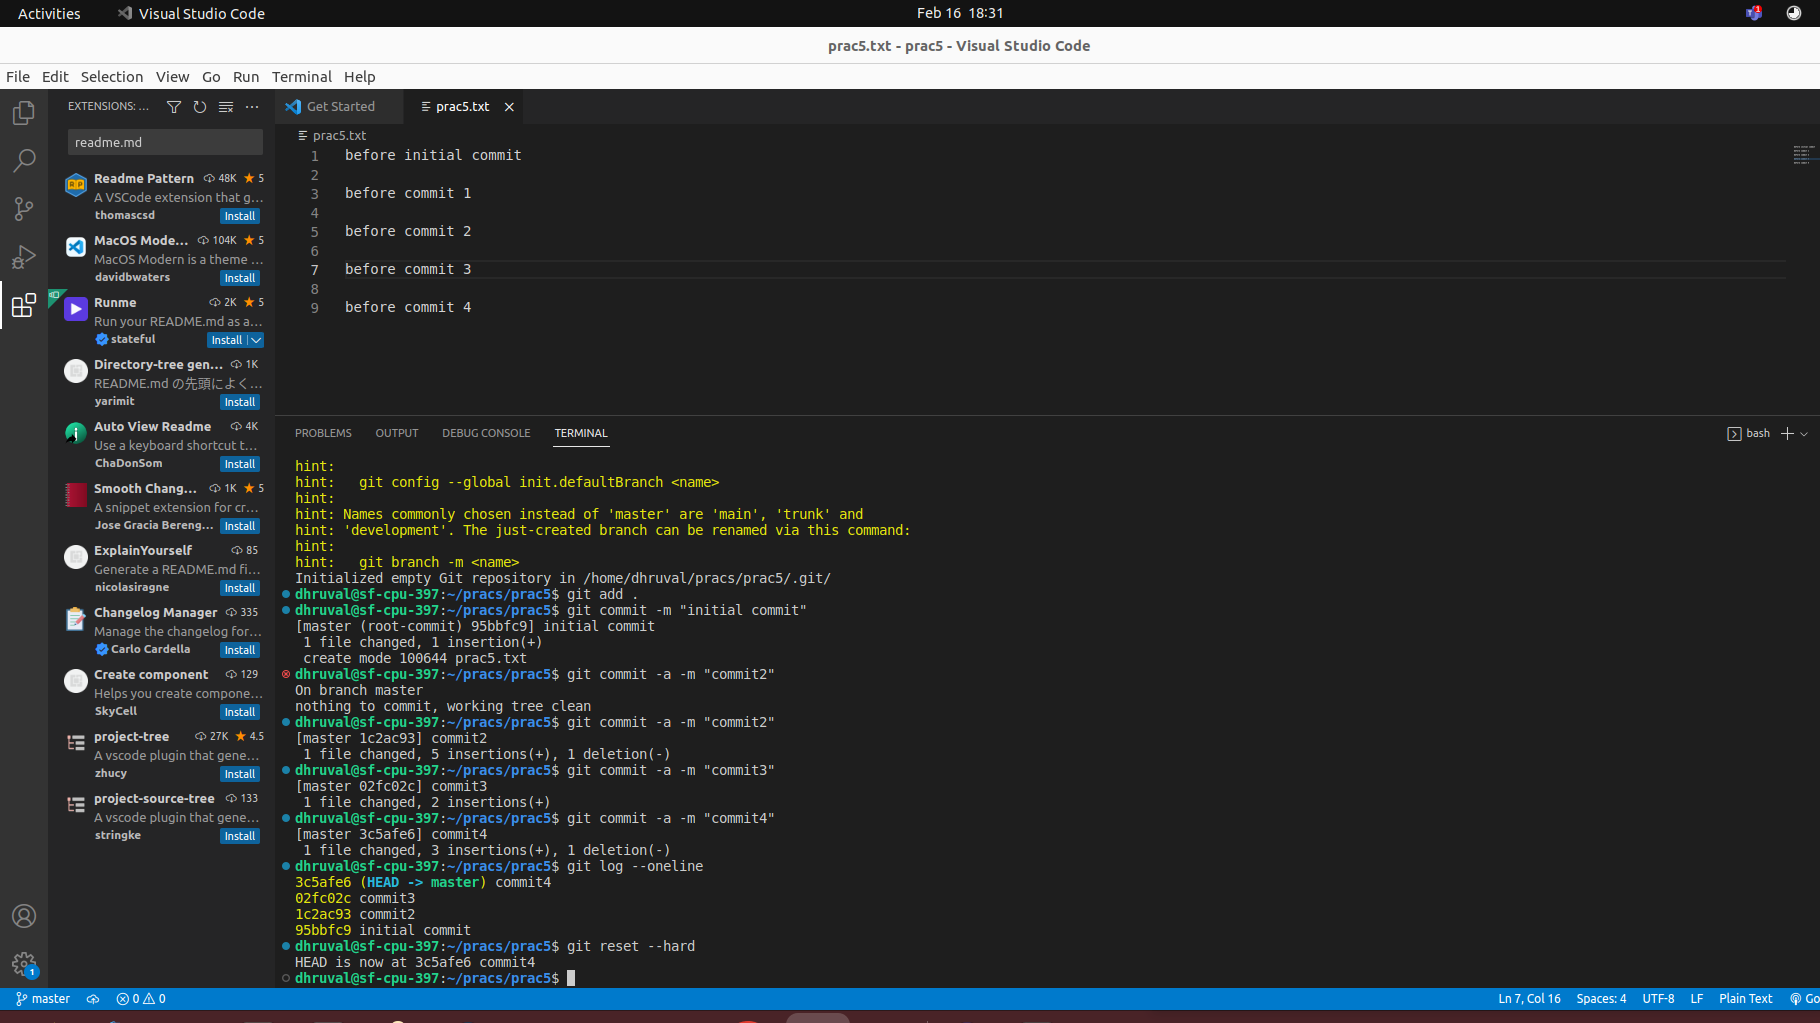 Activities
Visual Studio Code
Feb 16 18:31
1
prac5.txt - prac5 - Visual Studio Code
File Edit Selection View Go Run Terminal Help
EXTENSIONS: ...
readme.md
Readme Pattern 48K ★ 5
A VSCode extension that g...
thomascsd Install
MacOS Mode... 104K ★ 5
MacOS Modern is a theme ...
davidbwaters Install
Runme 2K ★ 5
Run your README.md as a...
stateful Install
Directory-tree gen... 1K
README.md の先頭によく...
yarimit Install
Auto View Readme 4K
Use a keyboard shortcut t...
ChaDonSom Install
Smooth Chang... 1K ★ 5
A snippet extension for cr...
Jose Gracia Bereng... Install
ExplainYourself 85
Generate a README.md fi...
nicolasiragne Install
Changelog Manager 335
Manage the changelog for...
Carlo Cardella Install
Create component 129
Helps you create compone...
SkyCell Install
project-tree 27K ★ 4.5
A vscode plugin that gene...
zhucy Install
project-source-tree 133
A vscode plugin that gene...
stringke Install
1
Get Started
prac5.txt
prac5.txt
1 before initial commit
2
3 before commit 1
4
5 before commit 2
6
7 before commit 3
8
9 before commit 4
PROBLEMS OUTPUT DEBUG CONSOLE TERMINAL
bash
hint:
hint:   git config --global init.defaultBranch <name>
hint:
hint: Names commonly chosen instead of 'master' are 'main', 'trunk' and
hint: 'development'. The just-created branch can be renamed via this command:
hint:
hint:   git branch -m <name>
Initialized empty Git repository in /home/dhruval/pracs/prac5/.git/
dhruval@sf-cpu-397:~/pracs/prac5$ git add .
dhruval@sf-cpu-397:~/pracs/prac5$ git commit -m "initial commit"
[master (root-commit) 95bbfc9] initial commit
 1 file changed, 1 insertion(+)
 create mode 100644 prac5.txt
dhruval@sf-cpu-397:~/pracs/prac5$ git commit -a -m "commit2"
On branch master
nothing to commit, working tree clean
dhruval@sf-cpu-397:~/pracs/prac5$ git commit -a -m "commit2"
[master 1c2ac93] commit2
 1 file changed, 5 insertions(+), 1 deletion(-)
dhruval@sf-cpu-397:~/pracs/prac5$ git commit -a -m "commit3"
[master 02fc02c] commit3
 1 file changed, 2 insertions(+)
dhruval@sf-cpu-397:~/pracs/prac5$ git commit -a -m "commit4"
[master 3c5afe6] commit4
 1 file changed, 3 insertions(+), 1 deletion(-)
dhruval@sf-cpu-397:~/pracs/prac5$ git log --oneline
3c5afe6 (HEAD -> master) commit4
02fc02c commit3
1c2ac93 commit2
95bbfc9 initial commit
dhruval@sf-cpu-397:~/pracs/prac5$ git reset --hard
HEAD is now at 3c5afe6 commit4
dhruval@sf-cpu-397:~/pracs/prac5$
master 0 0
Ln 7, Col 16 Spaces: 4 UTF-8 LF Plain Text Go